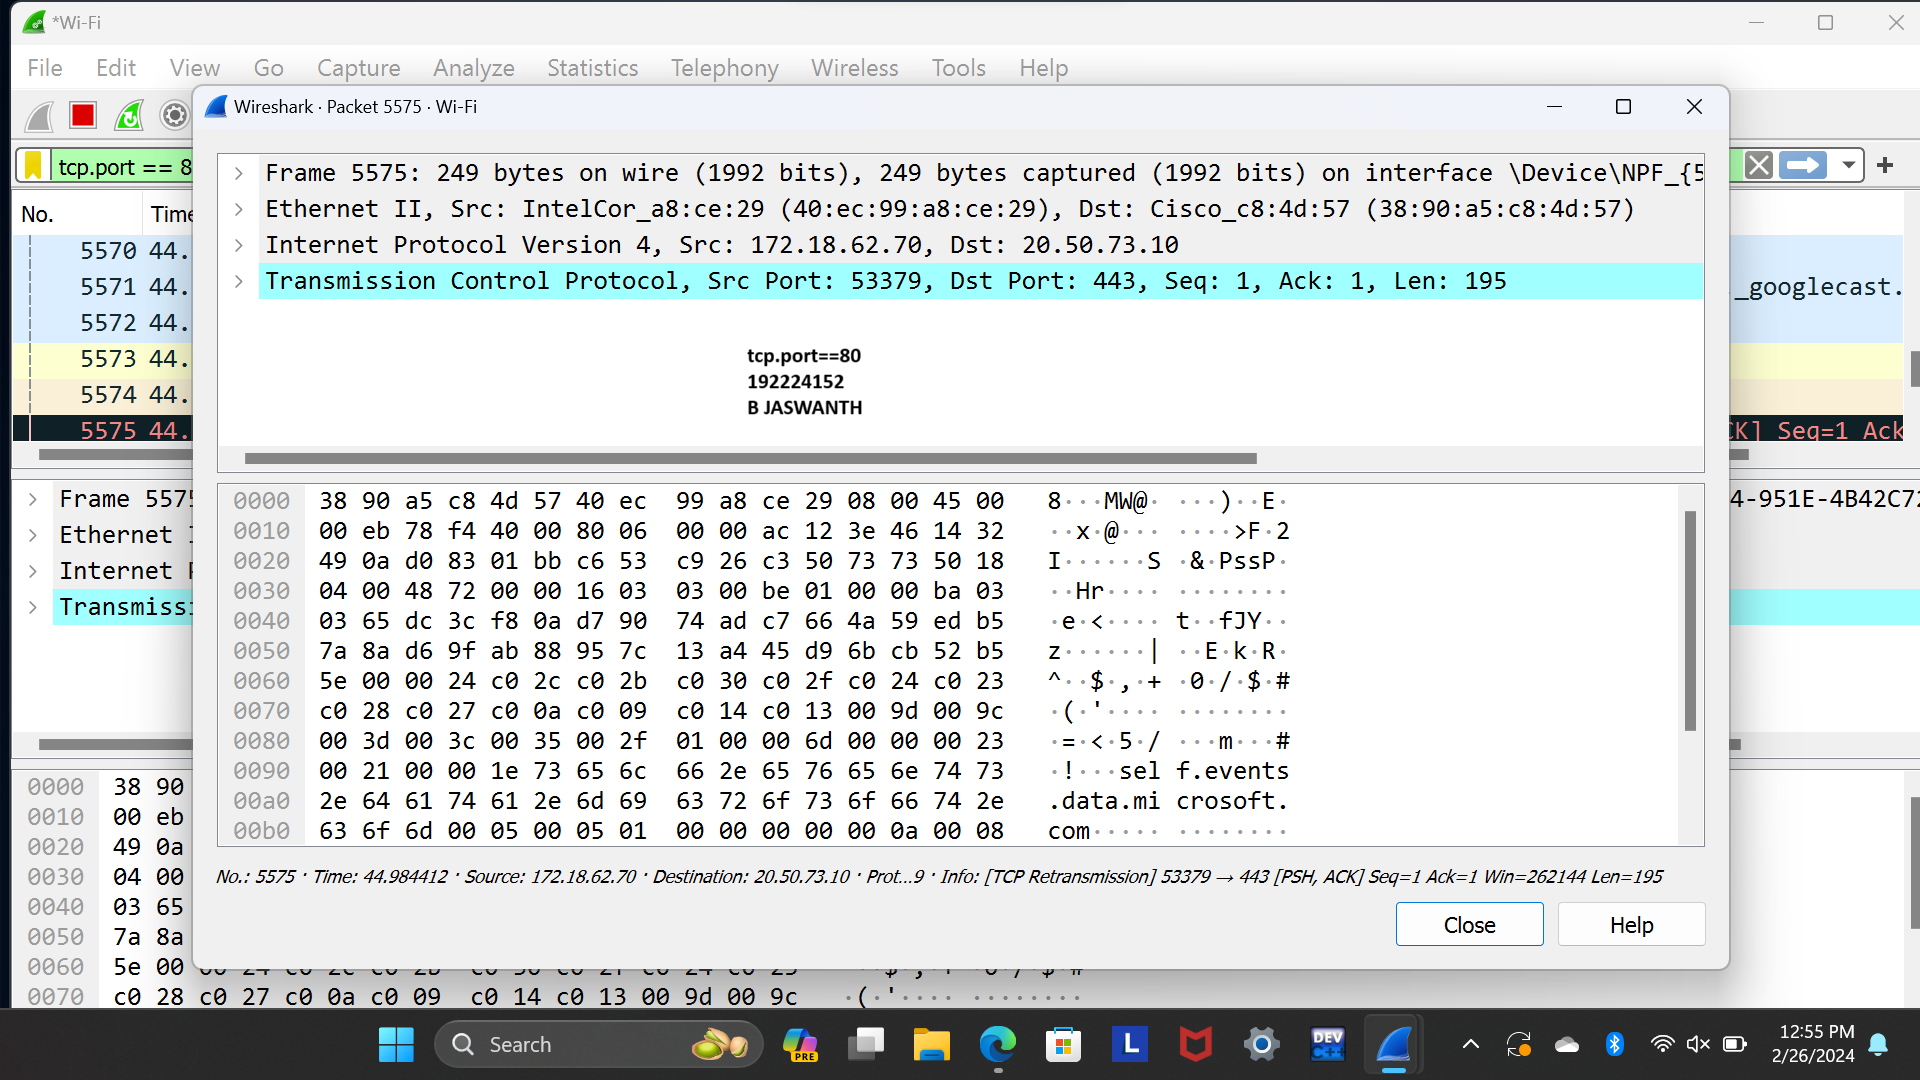 *Wi-Fi
File Edit View Go Capture Analyze Statistics Telephony Wireless Tools Help
Wireshark · Packet 5575 · Wi-Fi
tcp.port == 8
No. Time
5570 44.
5571 44.
_googlecast.
5572 44.
5573 44.
5574 44.
5575 44.
CK] Seq=1 Ack
Frame 5575: 249 bytes on wire (1992 bits), 249 bytes captured (1992 bits) on interface \Device\NPF_{5
Ethernet II, Src: IntelCor_a8:ce:29 (40:ec:99:a8:ce:29), Dst: Cisco_c8:4d:57 (38:90:a5:c8:4d:57)
Internet Protocol Version 4, Src: 172.18.62.70, Dst: 20.50.73.10
Transmission Control Protocol, Src Port: 53379, Dst Port: 443, Seq: 1, Ack: 1, Len: 195
tcp.port==80
192224152
B JASWANTH
Frame 557
4-951E-4B42C72
Ethernet
Internet
Transmiss
0000 38 90 a5 c8 4d 57 40 ec 99 a8 ce 29 08 00 45 00 8···MW@· ···)··E·
0010 00 eb 78 f4 40 00 80 06 00 00 ac 12 3e 46 14 32 ··x·@··· ····>F·2
0020 49 0a d0 83 01 bb c6 53 c9 26 c3 50 73 73 50 18 I······S ·&·PssP·
0030 04 00 48 72 00 00 16 03 03 00 be 01 00 00 ba 03 ··Hr···· ········
0040 03 65 dc 3c f8 0a d7 90 74 ad c7 66 4a 59 ed b5 ·e·<···· t··fJY··
0050 7a 8a d6 9f ab 88 95 7c 13 a4 45 d9 6b cb 52 b5 z······| ··E·k·R·
0060 5e 00 00 24 c0 2c c0 2b c0 30 c0 2f c0 24 c0 23 ^··$·,·+ ·0·/·$·#
0070 c0 28 c0 27 c0 0a c0 09 c0 14 c0 13 00 9d 00 9c ·(·'···· ········
0080 00 3d 00 3c 00 35 00 2f 01 00 00 6d 00 00 00 23 ·=·<·5·/ ···m···#
0090 00 21 00 00 1e 73 65 6c 66 2e 65 76 65 6e 74 73 ·!···sel f.events
00a0 2e 64 61 74 61 2e 6d 69 63 72 6f 73 6f 66 74 2e .data.mi crosoft.
00b0 63 6f 6d 00 05 00 05 01 00 00 00 00 00 0a 00 08 com····· ········
No.: 5575 · Time: 44.984412 · Source: 172.18.62.70 · Destination: 20.50.73.10 · Prot...9 · Info: [TCP Retransmission] 53379 → 443 [PSH, ACK] Seq=1 Ack=1 Win=262144 Len=195
Close Help
0000 38 90
0010 00 eb
0020 49 0a
0030 04 00
0040 03 65
0050 7a 8a
0060 5e 00
0070 c0 28 c0 27 c0 0a c0 09 c0 14 c0 13 00 9d 00 9c ·(·'···· ········
Search
PRE
L
DEV
C++
12:55 PM
2/26/2024